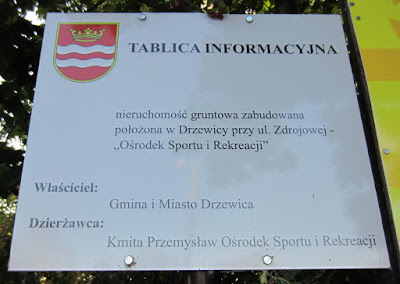 TABLICA INFORMACYJNA
nieruchomość gruntowa zabudowana
położona w Drzewicy przy ul. Zdrojowej -
„Ośrodek Sportu i Rekreacji”
Właściciel:
Gmina i Miasto Drzewica
Dzierżawca:
Kmita Przemysław Ośrodek Sportu i Rekreacji